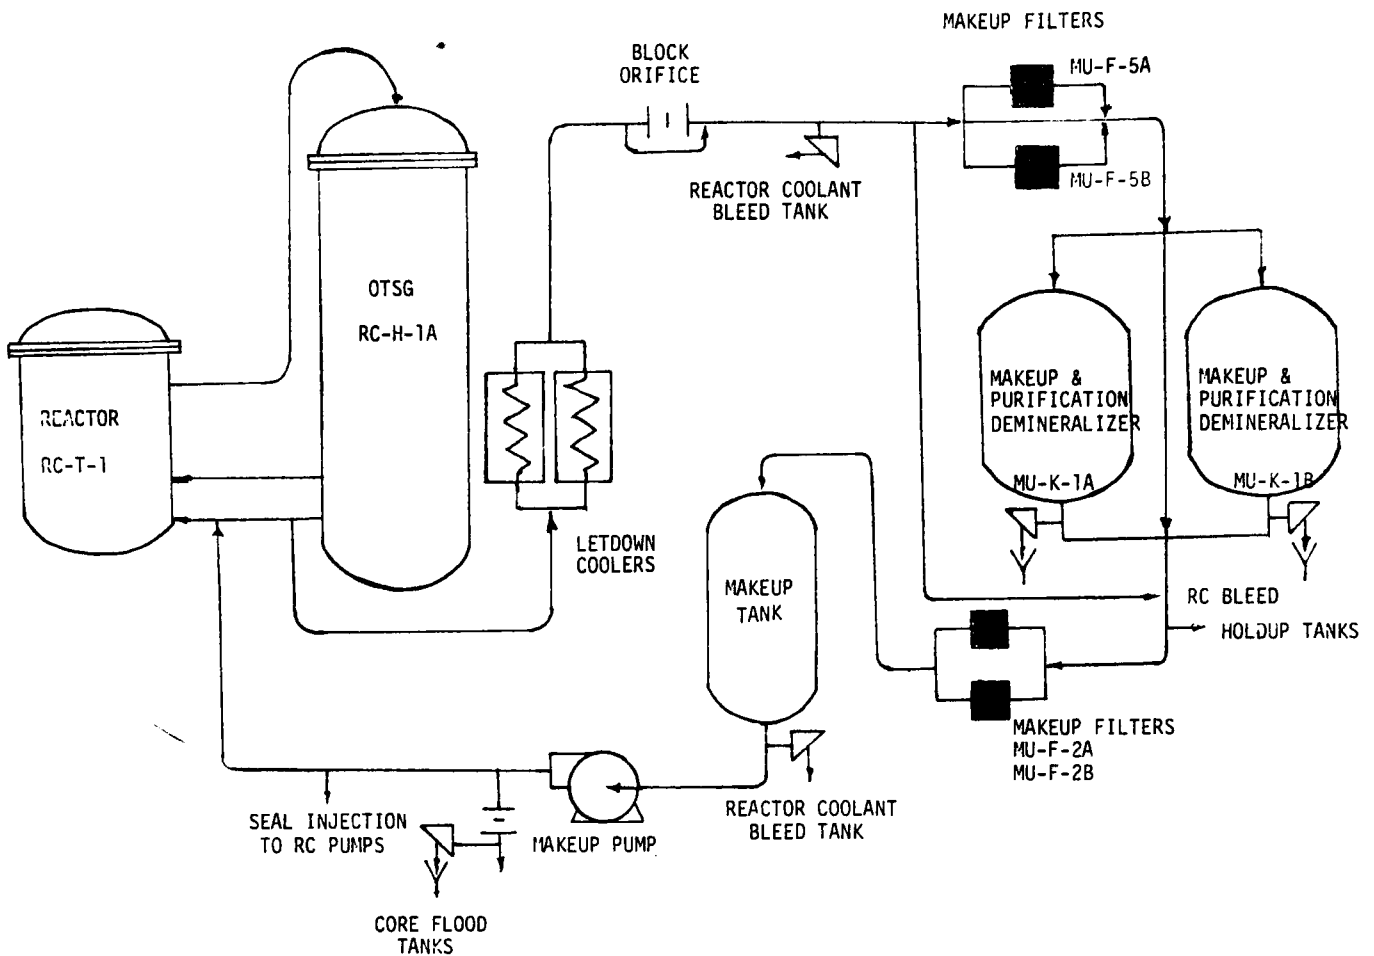 MAKEUP FILTERS
BLOCK
ORIFICE
MU-F-5A
MU-F-5B
REACTOR COOLANT
BLEED TANK
OTSG
RC-H-1A
REACTOR
RC-T-1
MAKEUP &
PURIFICATION
DEMINERALIZER
MU-K-1A
MAKEUP &
PURIFICATION
DEMINERALIZER
MU-K-1B
LETDOWN
COOLERS
MAKEUP
TANK
RC BLEED
HOLDUP TANKS
MAKEUP FILTERS
MU-F-2A
MU-F-2B
REACTOR COOLANT
BLEED TANK
MAKEUP PUMP
SEAL INJECTION
TO RC PUMPS
CORE FLOOD
TANKS